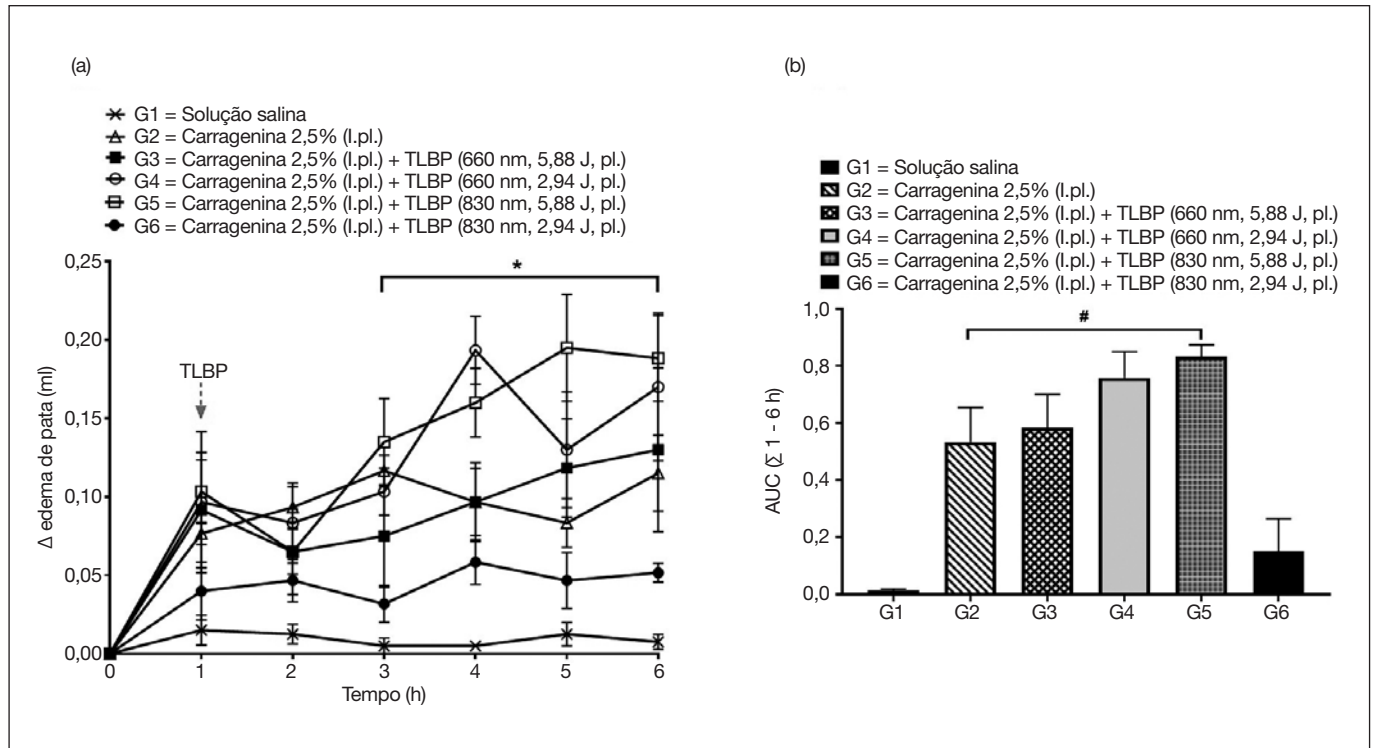 (a)
G1 = Solução salina
G2 = Carragenina 2,5% (I.pl.)
G3 = Carragenina 2,5% (I.pl.) + TLBP (660 nm, 5,88 J, pl.)
G4 = Carragenina 2,5% (I.pl.) + TLBP (660 nm, 2,94 J, pl.)
G5 = Carragenina 2,5% (I.pl.) + TLBP (830 nm, 5,88 J, pl.)
G6 = Carragenina 2,5% (I.pl.) + TLBP (830 nm, 2,94 J, pl.)
0,25
0,20
0,15
0,10
0,05
0,00
Δ edema de pata (ml)
TLBP
*
0 1 2 3 4 5 6
Tempo (h)
(b)
G1 = Solução salina
G2 = Carragenina 2,5% (I.pl.)
G3 = Carragenina 2,5% (I.pl.) + TLBP (660 nm, 5,88 J, pl.)
G4 = Carragenina 2,5% (I.pl.) + TLBP (660 nm, 2,94 J, pl.)
G5 = Carragenina 2,5% (I.pl.) + TLBP (830 nm, 5,88 J, pl.)
G6 = Carragenina 2,5% (I.pl.) + TLBP (830 nm, 2,94 J, pl.)
1,0
0,8
0,6
0,4
0,2
0,0
AUC (Σ 1 - 6 h)
#
G1 G2 G3 G4 G5 G6